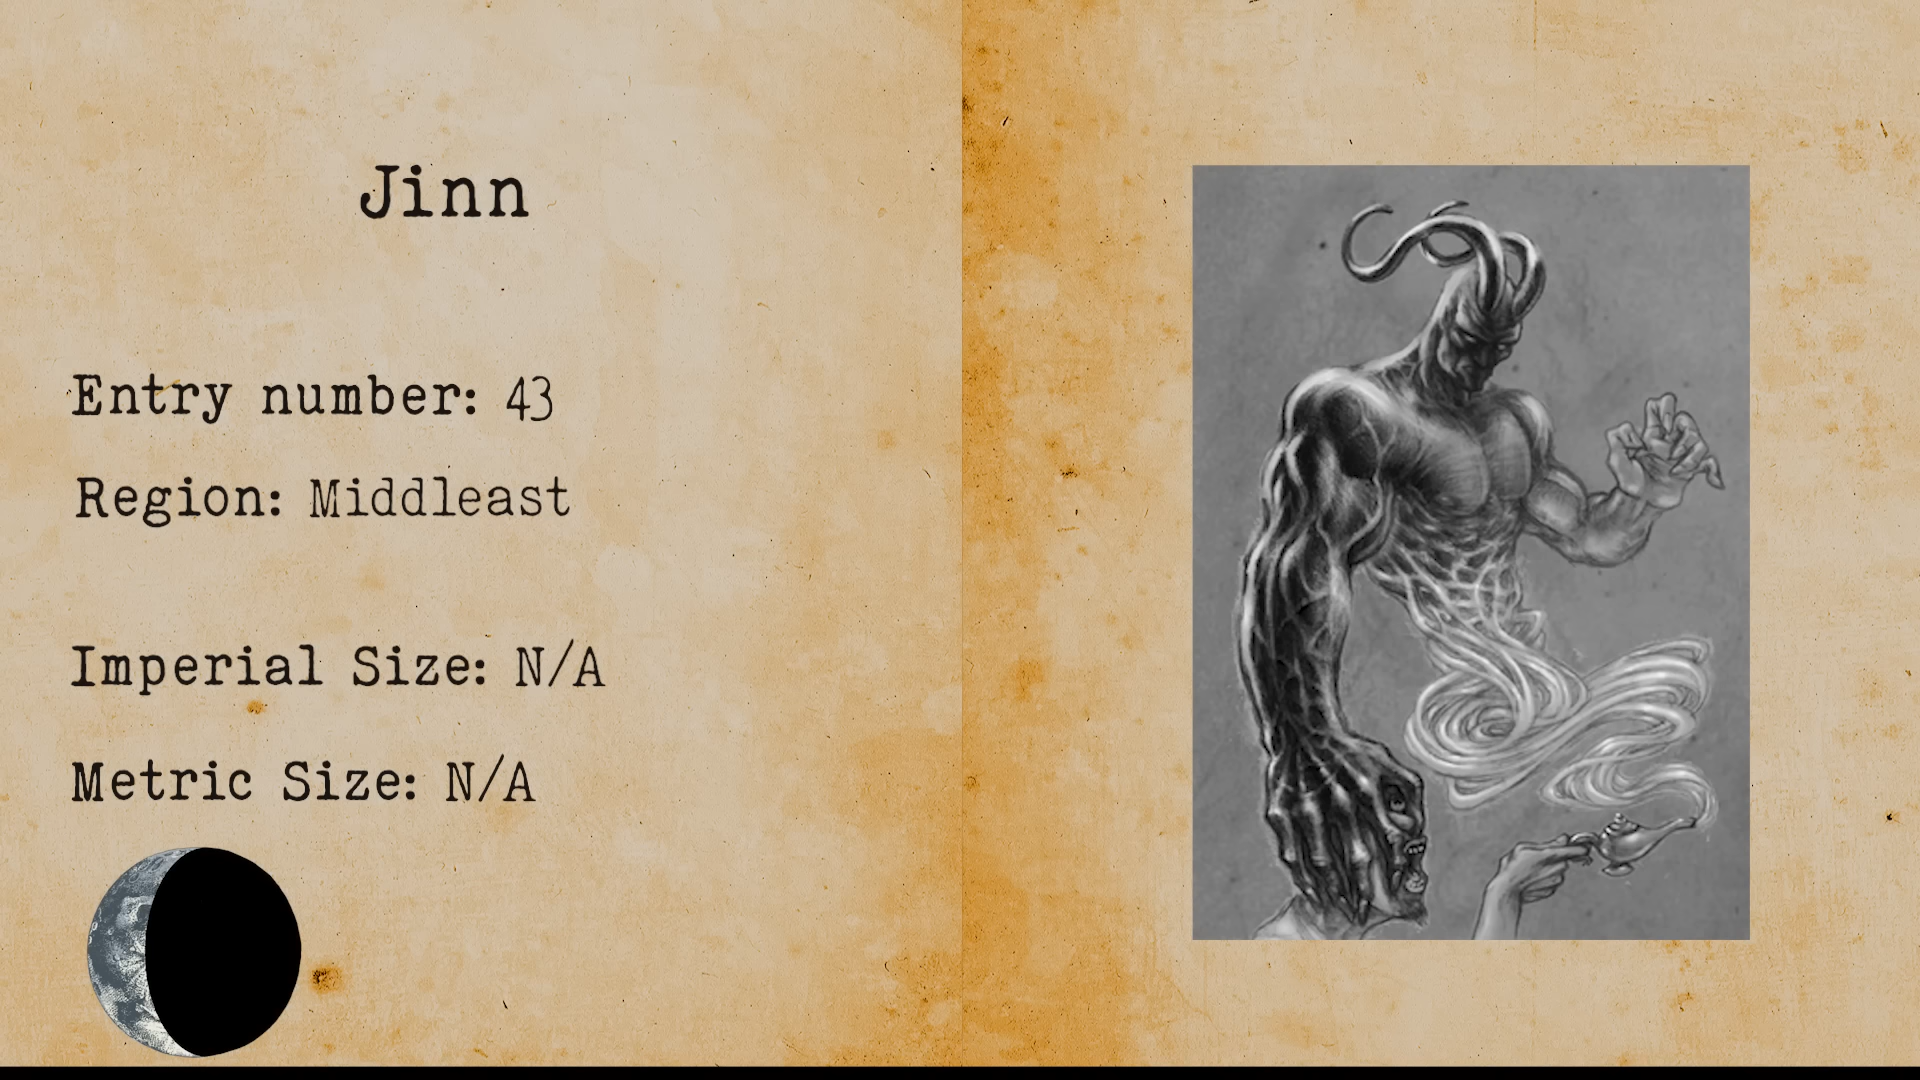 Jinn
Entry number: 43
Region: Middleast
Imperial Size: N/A
Metric Size: N/A